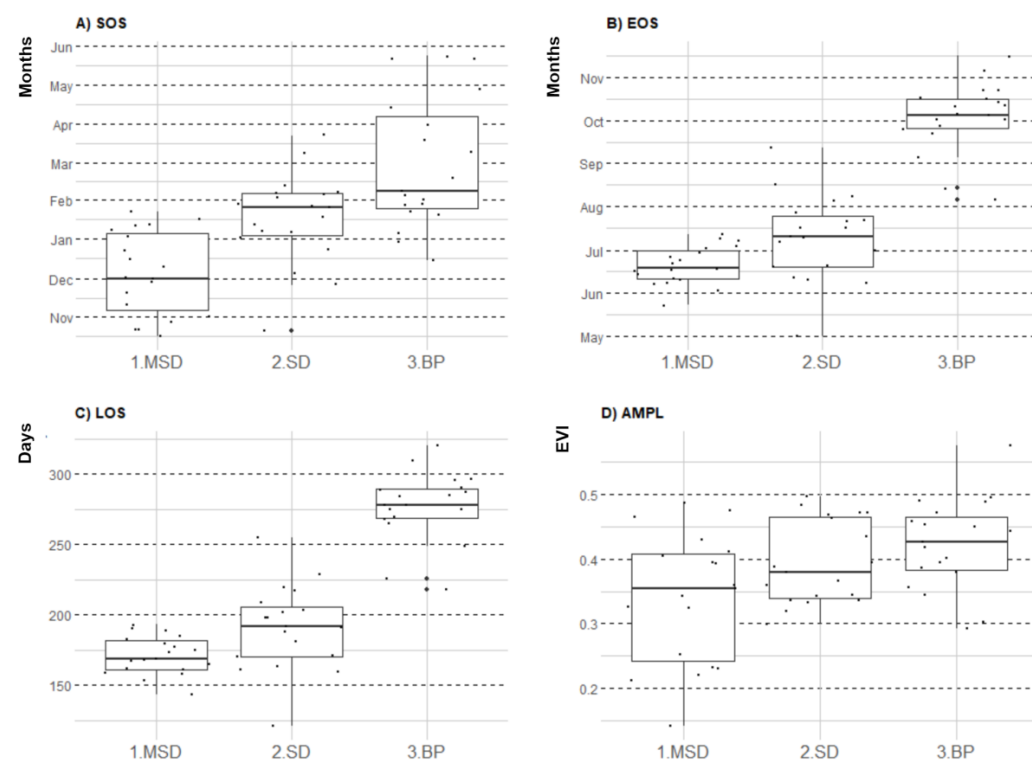 A) SOS
Months
Jun
May
Apr
Mar
Feb
Jan
Dec
Nov
1.MSD 2.SD 3.BP
B) EOS
Months
Nov
Oct
Sep
Aug
Jul
Jun
May
1.MSD 2.SD 3.BP
C) LOS
Days
300
250
200
150
1.MSD 2.SD 3.BP
D) AMPL
EVI
0.5
0.4
0.3
0.2
1.MSD 2.SD 3.BP